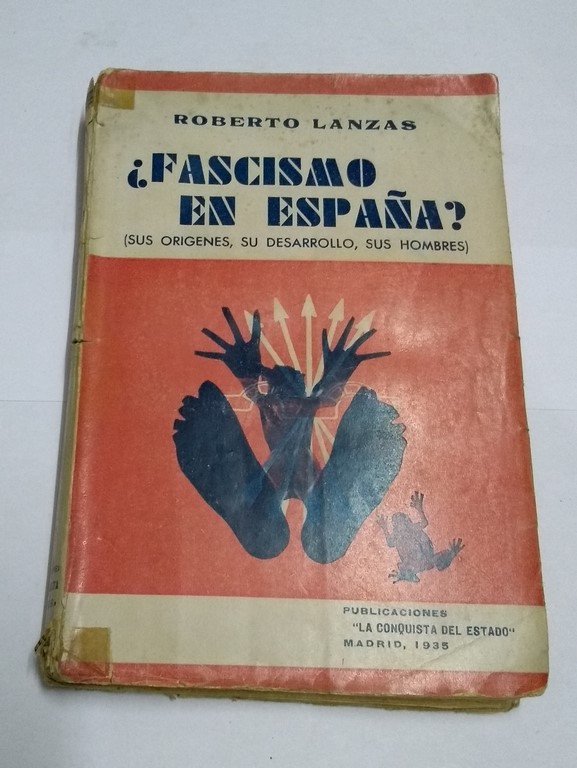 ROBERTO LANZAS
¿FASCISMO
EN ESPAÑA?
(SUS ORIGENES, SU DESARROLLO, SUS HOMBRES)
PUBLICACIONES
"LA CONQUISTA DEL ESTADO"
MADRID, 1935